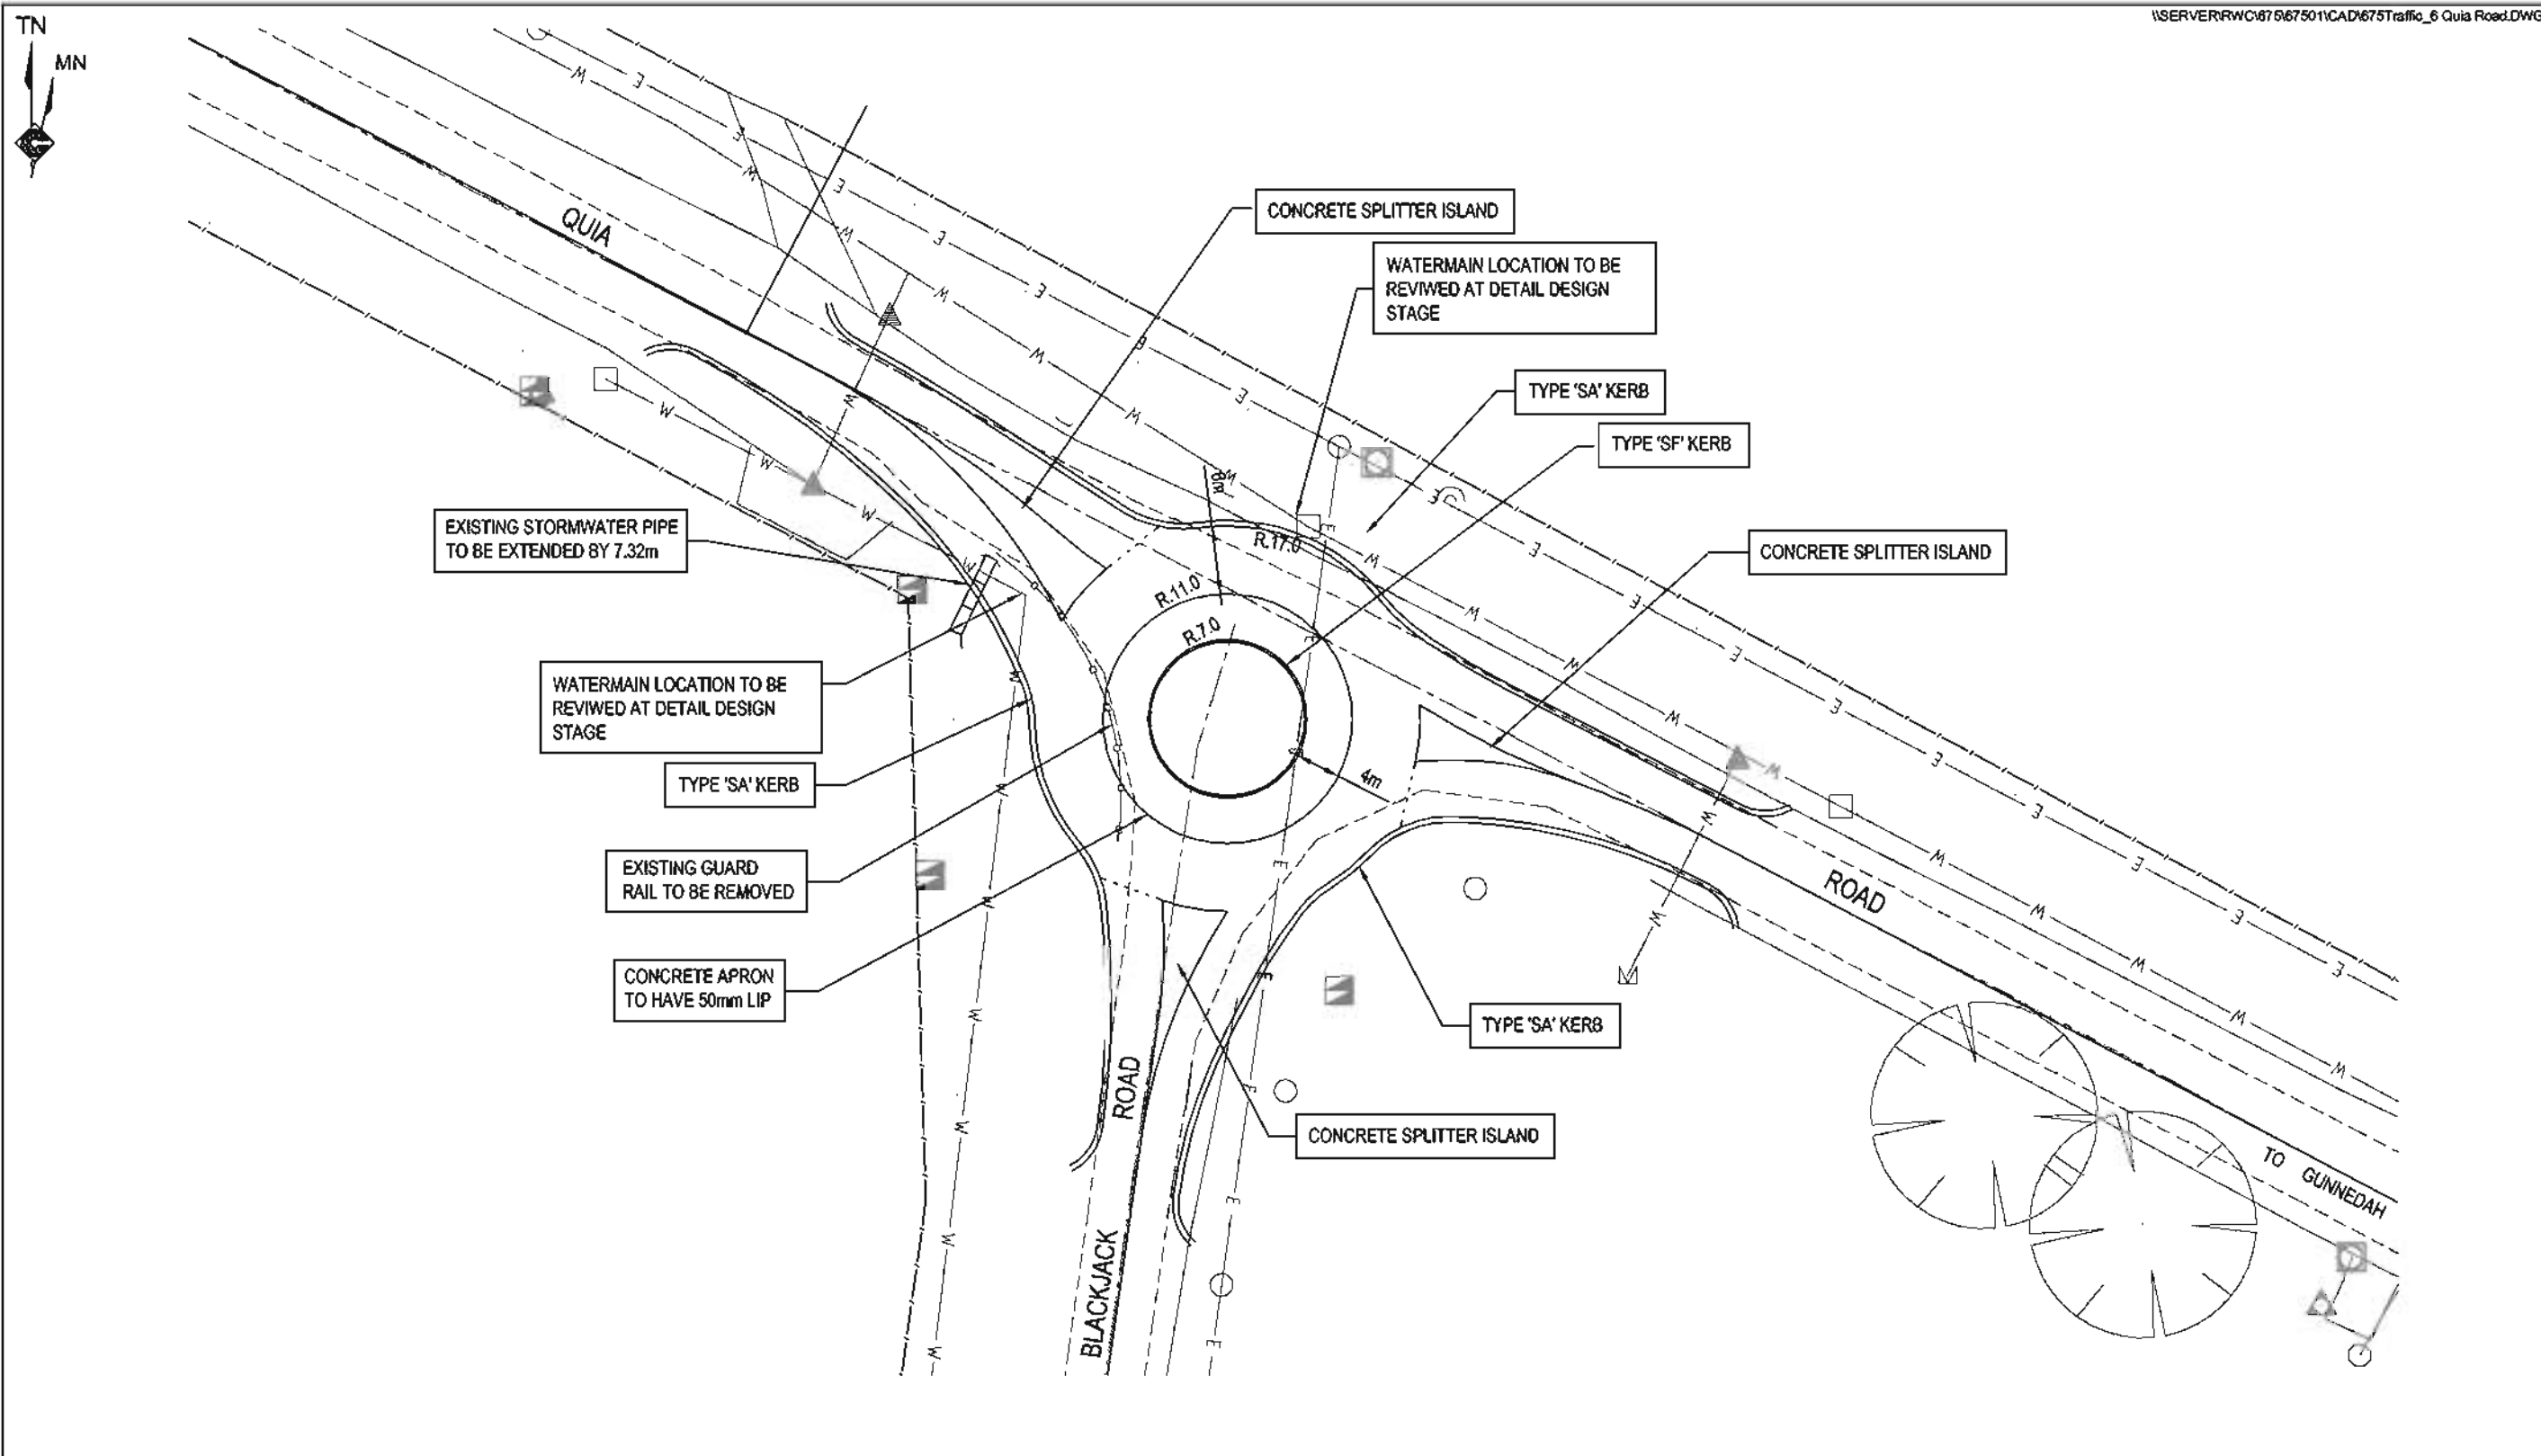 \\SERVER\RWC\675\67501\CAD\675Traffic_6 Quia Road.DWG
TN
MN
QUIA
CONCRETE SPLITTER ISLAND
WATERMAIN LOCATION TO BE
REVIWED AT DETAIL DESIGN
STAGE
TYPE 'SA' KERB
TYPE 'SF' KERB
EXISTING STORMWATER PIPE
TO BE EXTENDED BY 7.32m
CONCRETE SPLITTER ISLAND
R.17.0
R.11.0
R.7.0
WATERMAIN LOCATION TO BE
REVIWED AT DETAIL DESIGN
STAGE
TYPE 'SA' KERB
4m
EXISTING GUARD
RAIL TO BE REMOVED
ROAD
CONCRETE APRON
TO HAVE 50mm LIP
TYPE 'SA' KERB
ROAD
CONCRETE SPLITTER ISLAND
BLACKJACK
TO GUNNEDAH